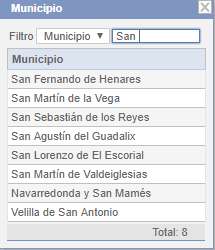 Municipio
Filtro Municipio San
Municipio
San Fernando de Henares
San Martín de la Vega
San Sebastián de los Reyes
San Agustín del Guadalix
San Lorenzo de El Escorial
San Martín de Valdeiglesias
Navarredonda y San Mamés
Velilla de San Antonio
Total: 8